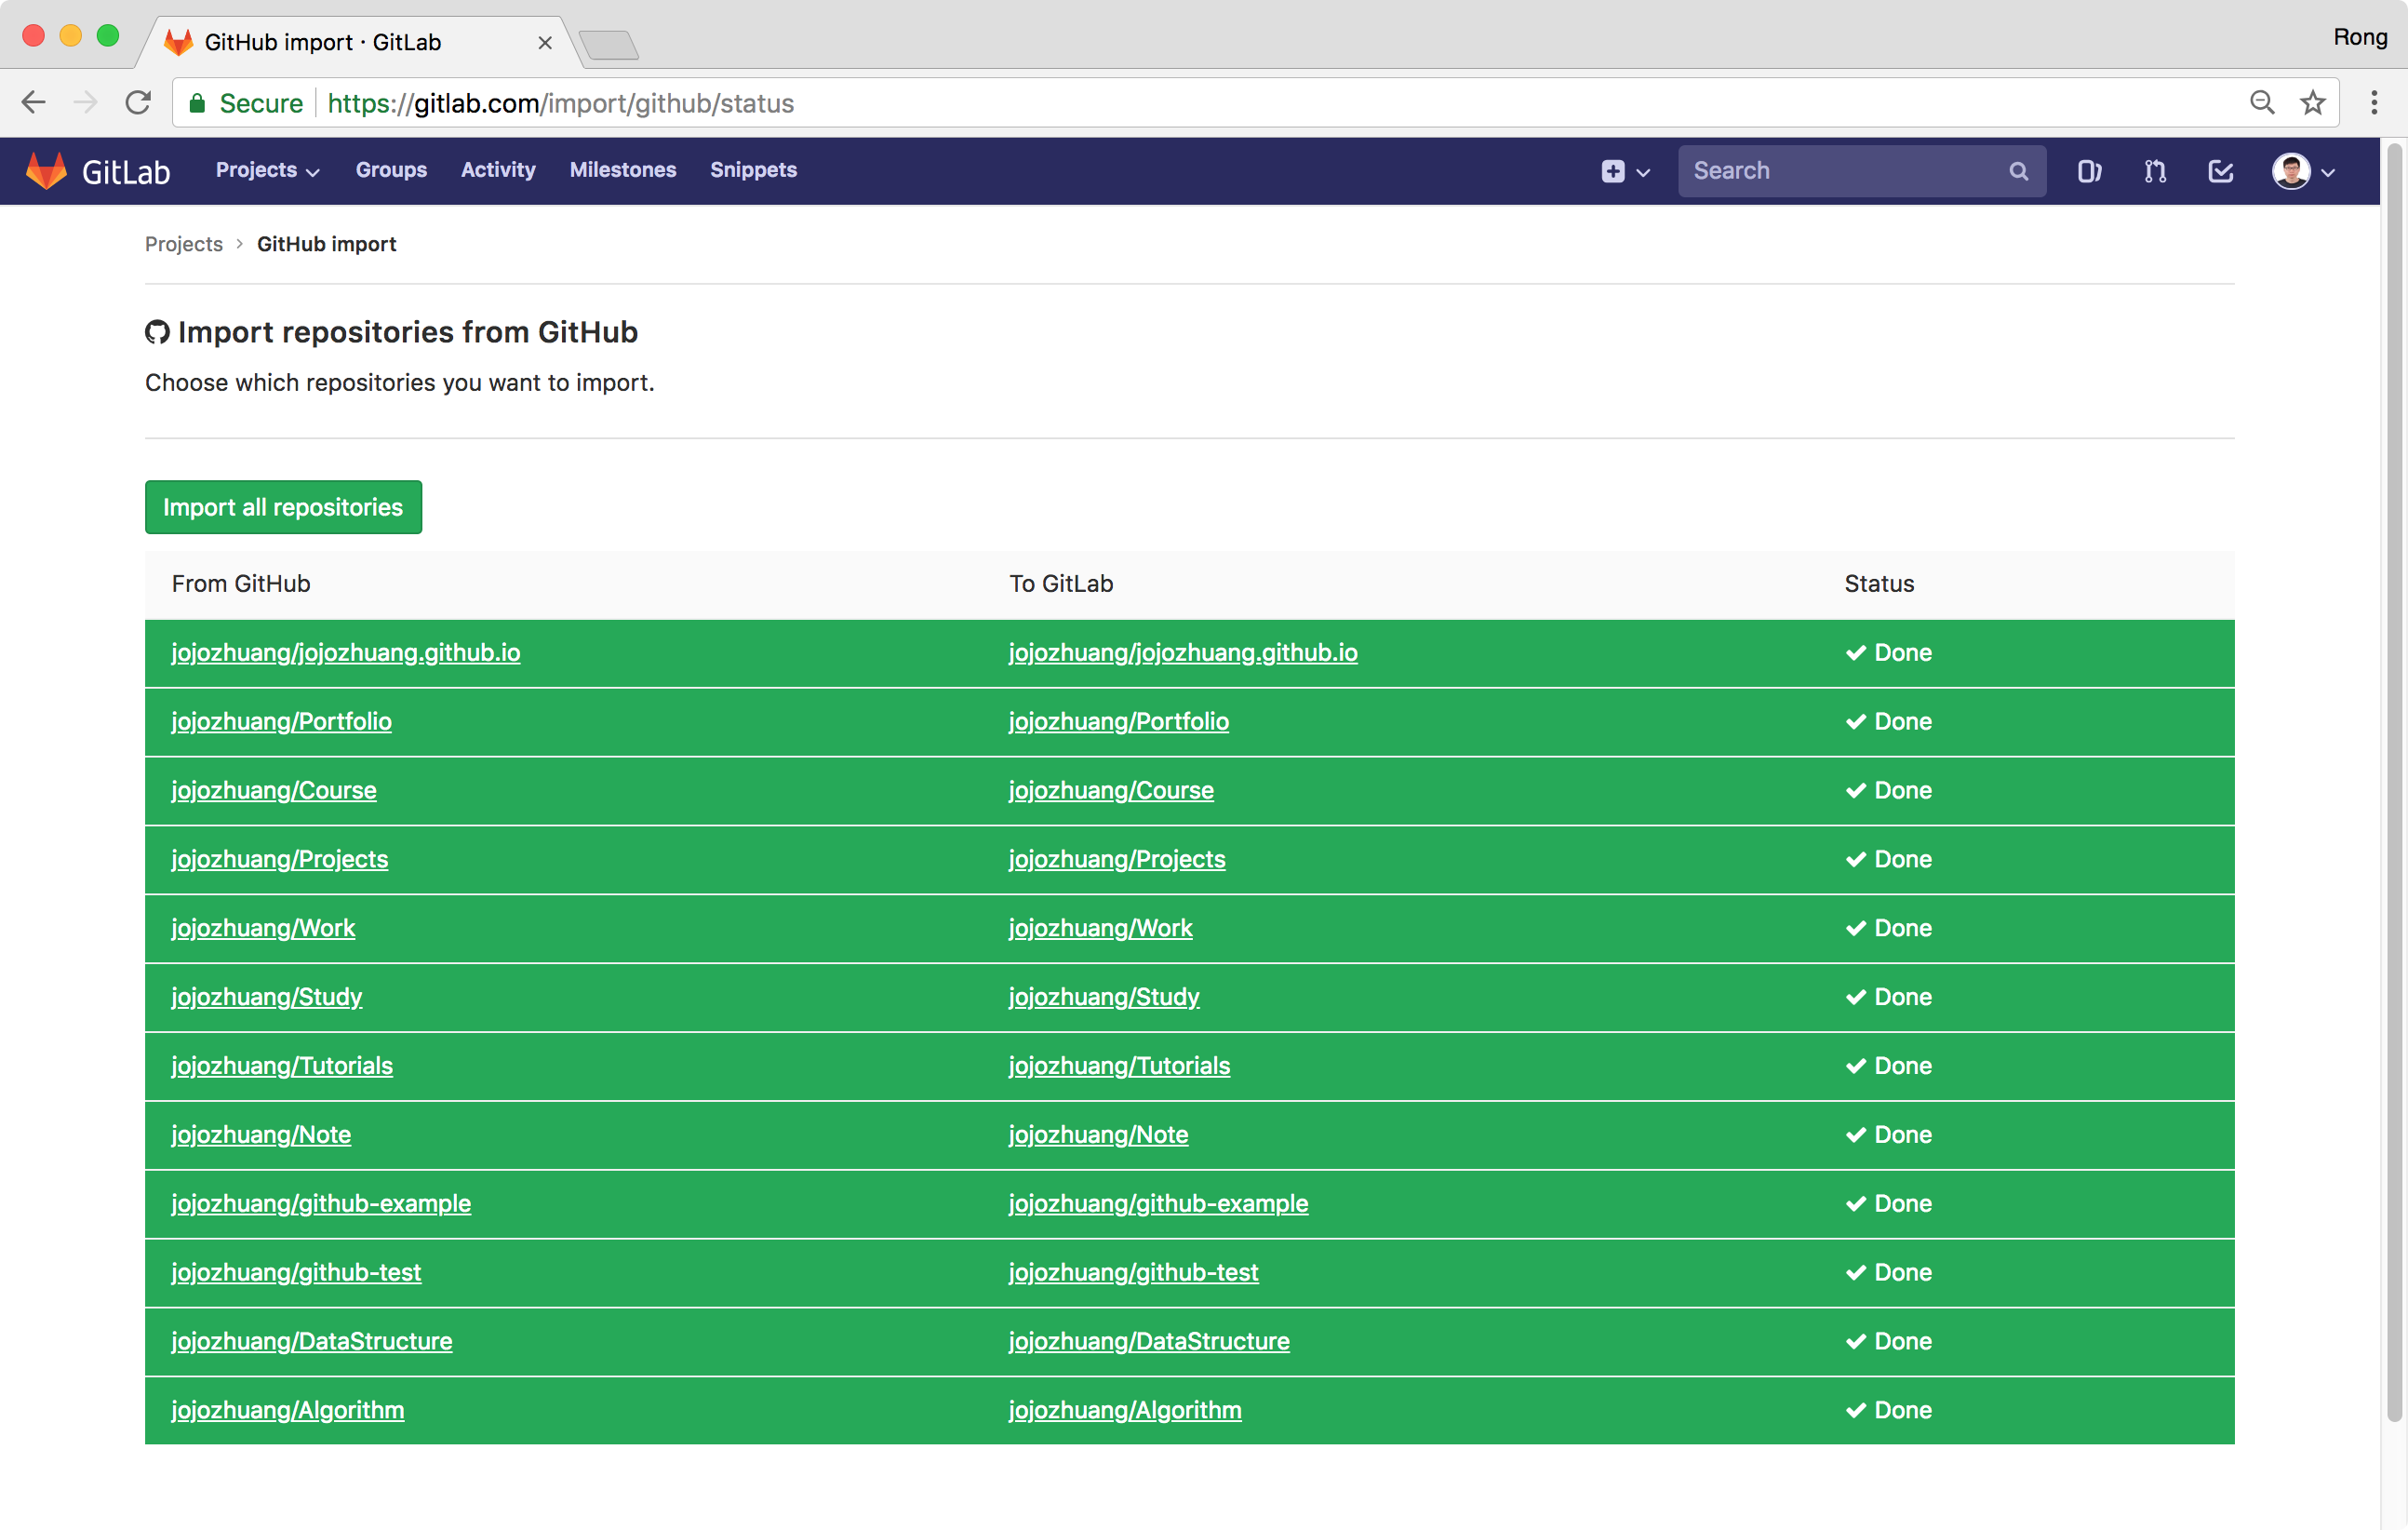 GitHub import · GitLab
Rong
Secure https://gitlab.com/import/github/status
GitLab Projects Groups Activity Milestones Snippets Search
Projects › GitHub import
Import repositories from GitHub
Choose which repositories you want to import.
Import all repositories
From GitHub To GitLab Status
jojozhuang/jojozhuang.github.io jojozhuang/jojozhuang.github.io Done
jojozhuang/Portfolio jojozhuang/Portfolio Done
jojozhuang/Course jojozhuang/Course Done
jojozhuang/Projects jojozhuang/Projects Done
jojozhuang/Work jojozhuang/Work Done
jojozhuang/Study jojozhuang/Study Done
jojozhuang/Tutorials jojozhuang/Tutorials Done
jojozhuang/Note jojozhuang/Note Done
jojozhuang/github-example jojozhuang/github-example Done
jojozhuang/github-test jojozhuang/github-test Done
jojozhuang/DataStructure jojozhuang/DataStructure Done
jojozhuang/Algorithm jojozhuang/Algorithm Done